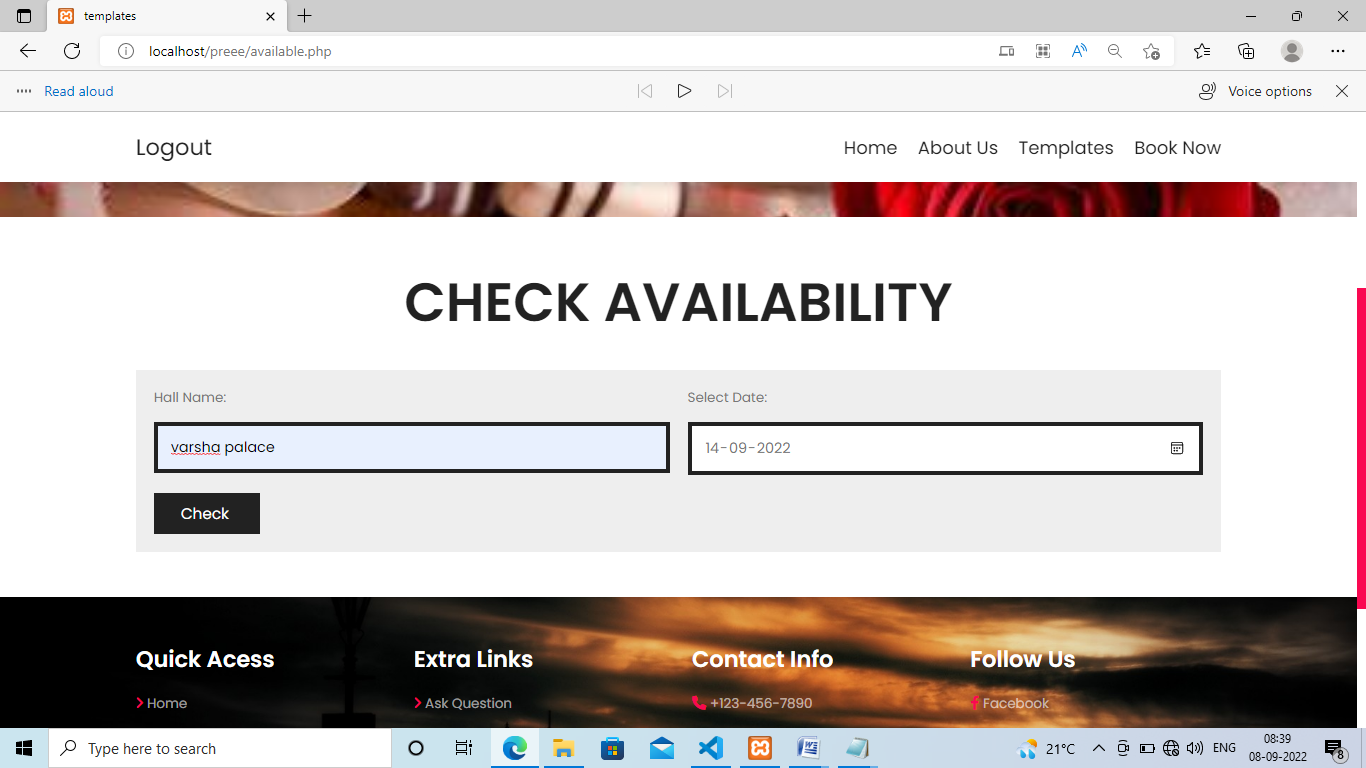 templates
localhost/preee/available.php
Read aloud
Voice options
Logout
Home About Us Templates Book Now
CHECK AVAILABILITY
Hall Name: Select Date:
varsha palace 14-09-2022
Check
Quick Acess Extra Links Contact Info Follow Us
Home Ask Question +123-456-7890 Facebook
Type here to search
21°C ENG 08:39
08-09-2022
8